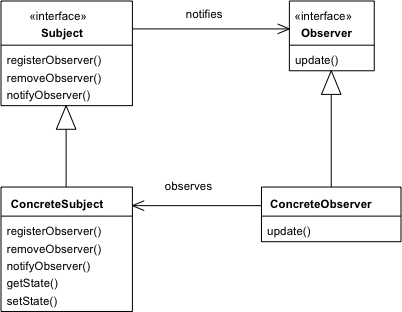 «interface»
Subject
registerObserver()
removeObserver()
notifyObserver()
notifies
«interface»
Observer
update()
observes
ConcreteSubject
registerObserver()
removeObserver()
notifyObserver()
getState()
setState()
ConcreteObserver
update()